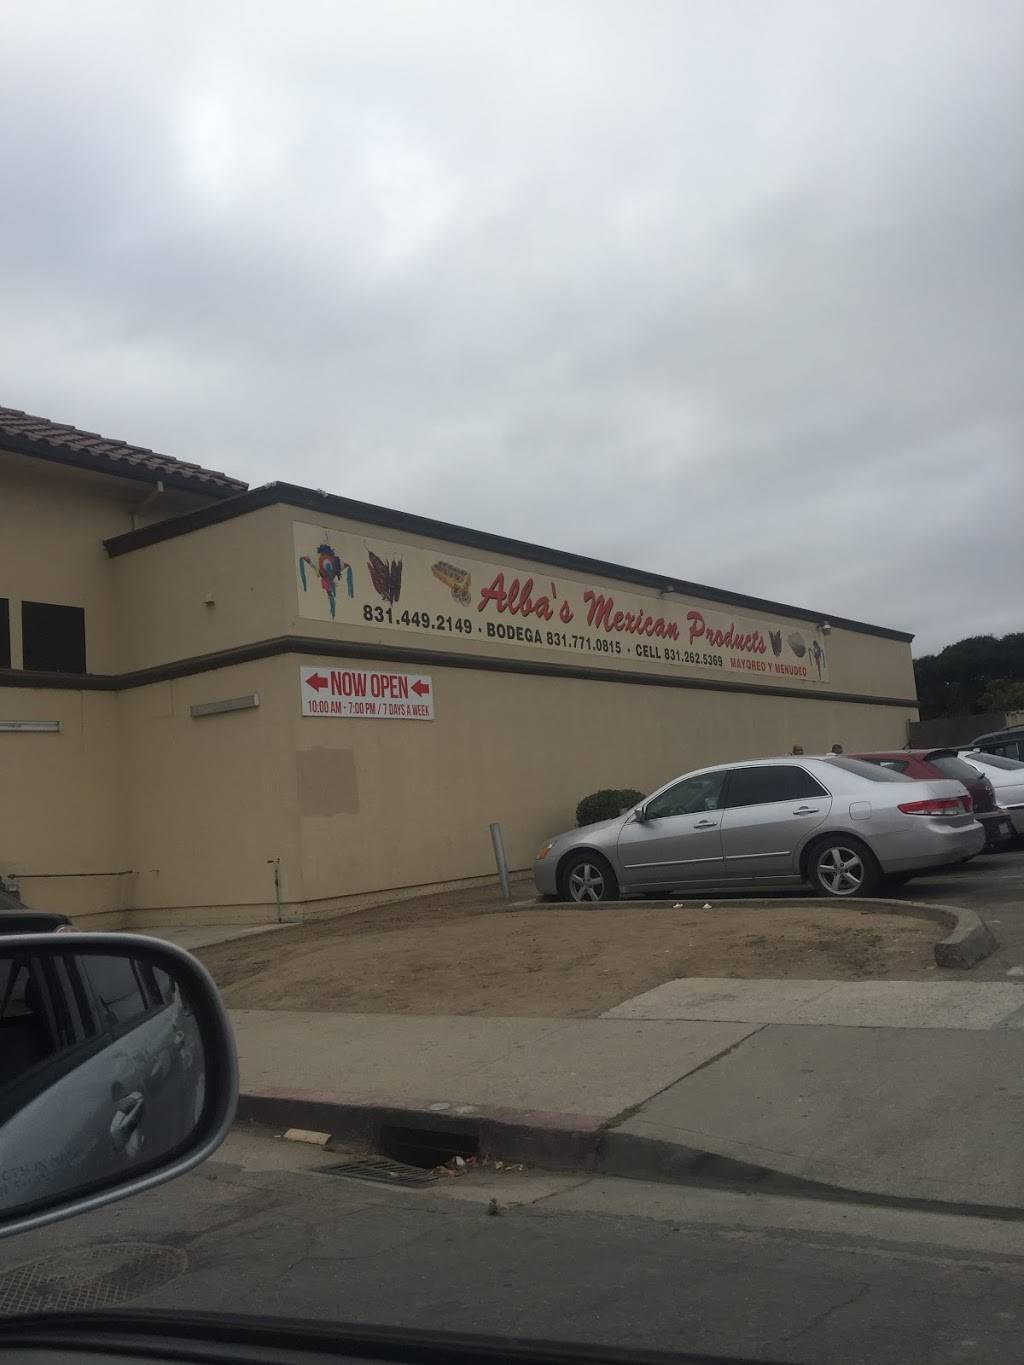 Alba's Mexican Products
831.449.2149 • BODEGA 831.771.0815 • CELL 831.262.5369 MAYOREO Y MENUDEO
NOW OPEN
10:00 AM - 7:00 PM / 7 DAYS A WEEK